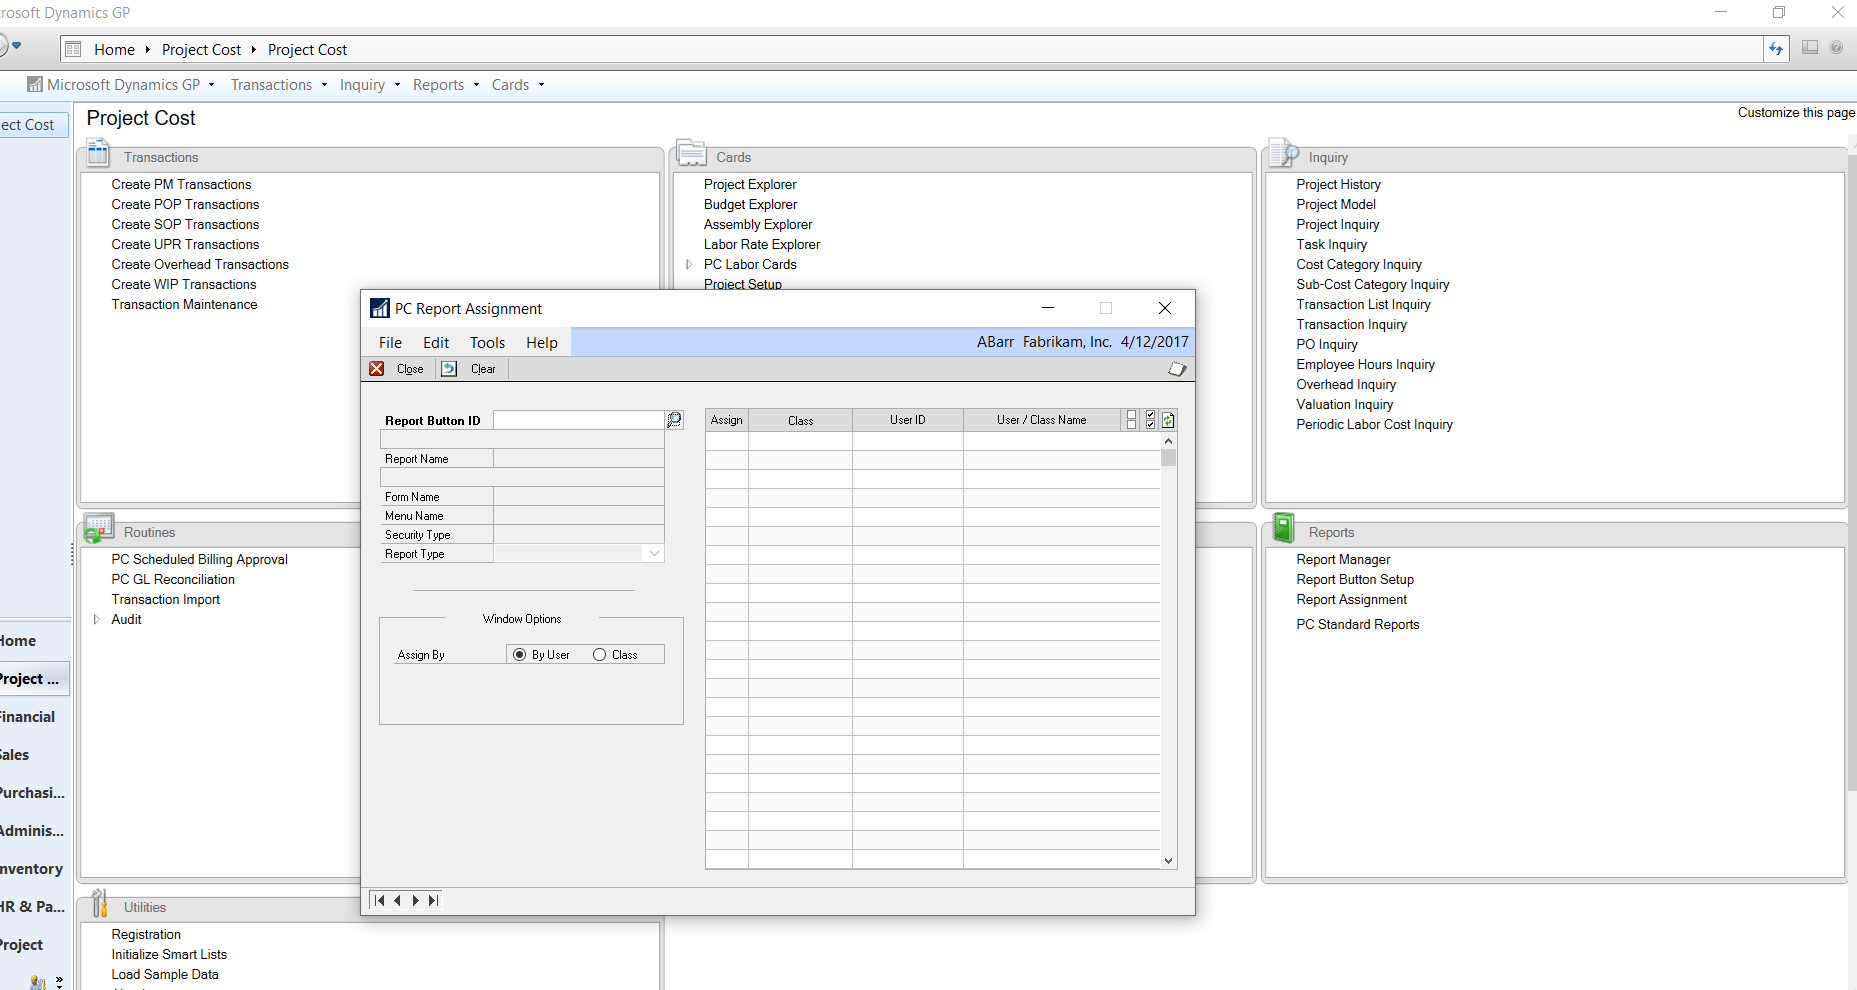 rosoft Dynamics GP
Home Project Cost Project Cost
Microsoft Dynamics GP Transactions Inquiry Reports Cards
ect Cost
Project Cost
Customize this page
Transactions
Create PM Transactions
Create POP Transactions
Create SOP Transactions
Create UPR Transactions
Create Overhead Transactions
Create WIP Transactions
Transaction Maintenance
Cards
Project Explorer
Budget Explorer
Assembly Explorer
Labor Rate Explorer
PC Labor Cards
Project Setup
Inquiry
Project History
Project Model
Project Inquiry
Task Inquiry
Cost Category Inquiry
Sub-Cost Category Inquiry
Transaction List Inquiry
Transaction Inquiry
PO Inquiry
Employee Hours Inquiry
Overhead Inquiry
Valuation Inquiry
Periodic Labor Cost Inquiry
PC Report Assignment
File Edit Tools Help
ABarr Fabrikam, Inc. 4/12/2017
Close Clear
Report Button ID
Report Name
Form Name
Menu Name
Security Type
Report Type
Window Options
Assign By By User Class
Assign Class User ID User / Class Name
Routines
PC Scheduled Billing Approval
PC GL Reconciliation
Transaction Import
Audit
Reports
Report Manager
Report Button Setup
Report Assignment
PC Standard Reports
Home
Project ...
Financial
Sales
Purchasi...
Adminis...
nventory
HR & Pa...
Project
Utilities
Registration
Initialize Smart Lists
Load Sample Data